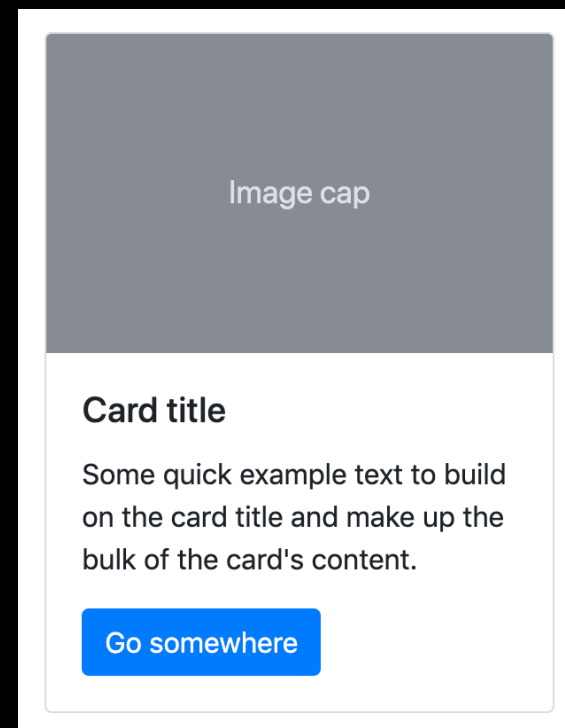 Image cap
Card title
Some quick example text to build
on the card title and make up the
bulk of the card's content.
Go somewhere